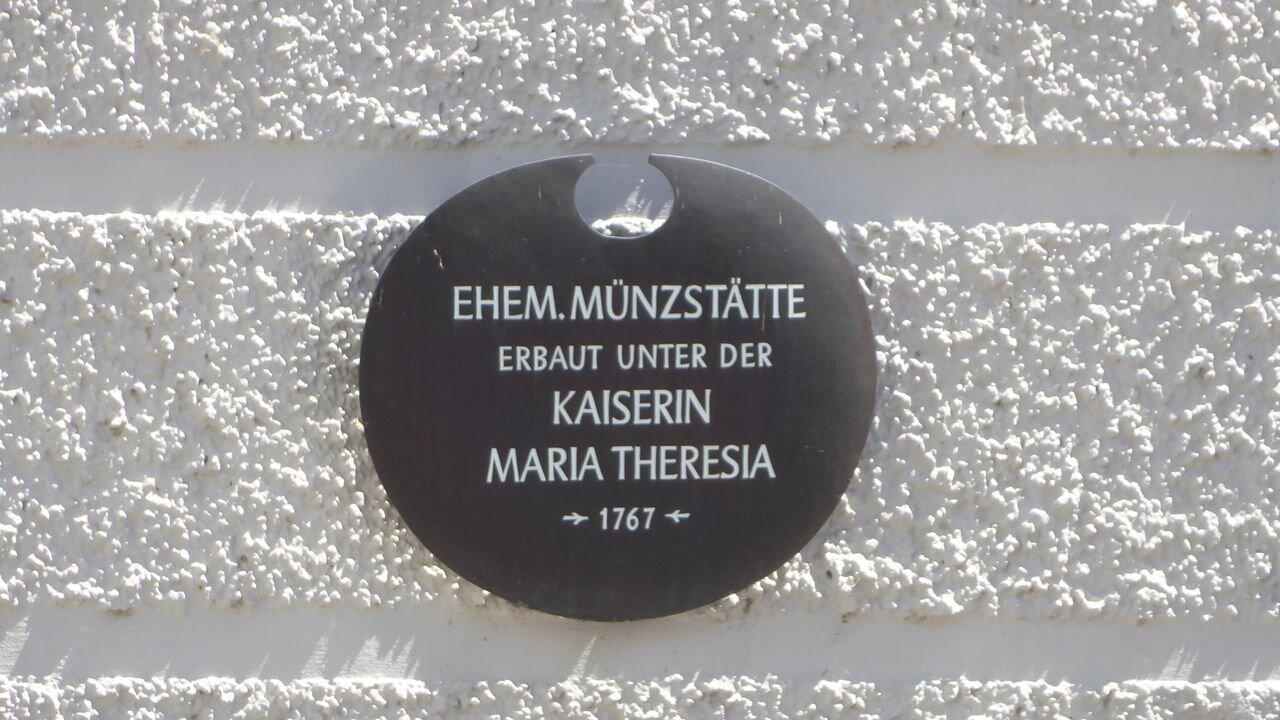 EHEM. MÜNZSTÄTTE
ERBAUT UNTER DER
KAISERIN
MARIA THERESIA
1767